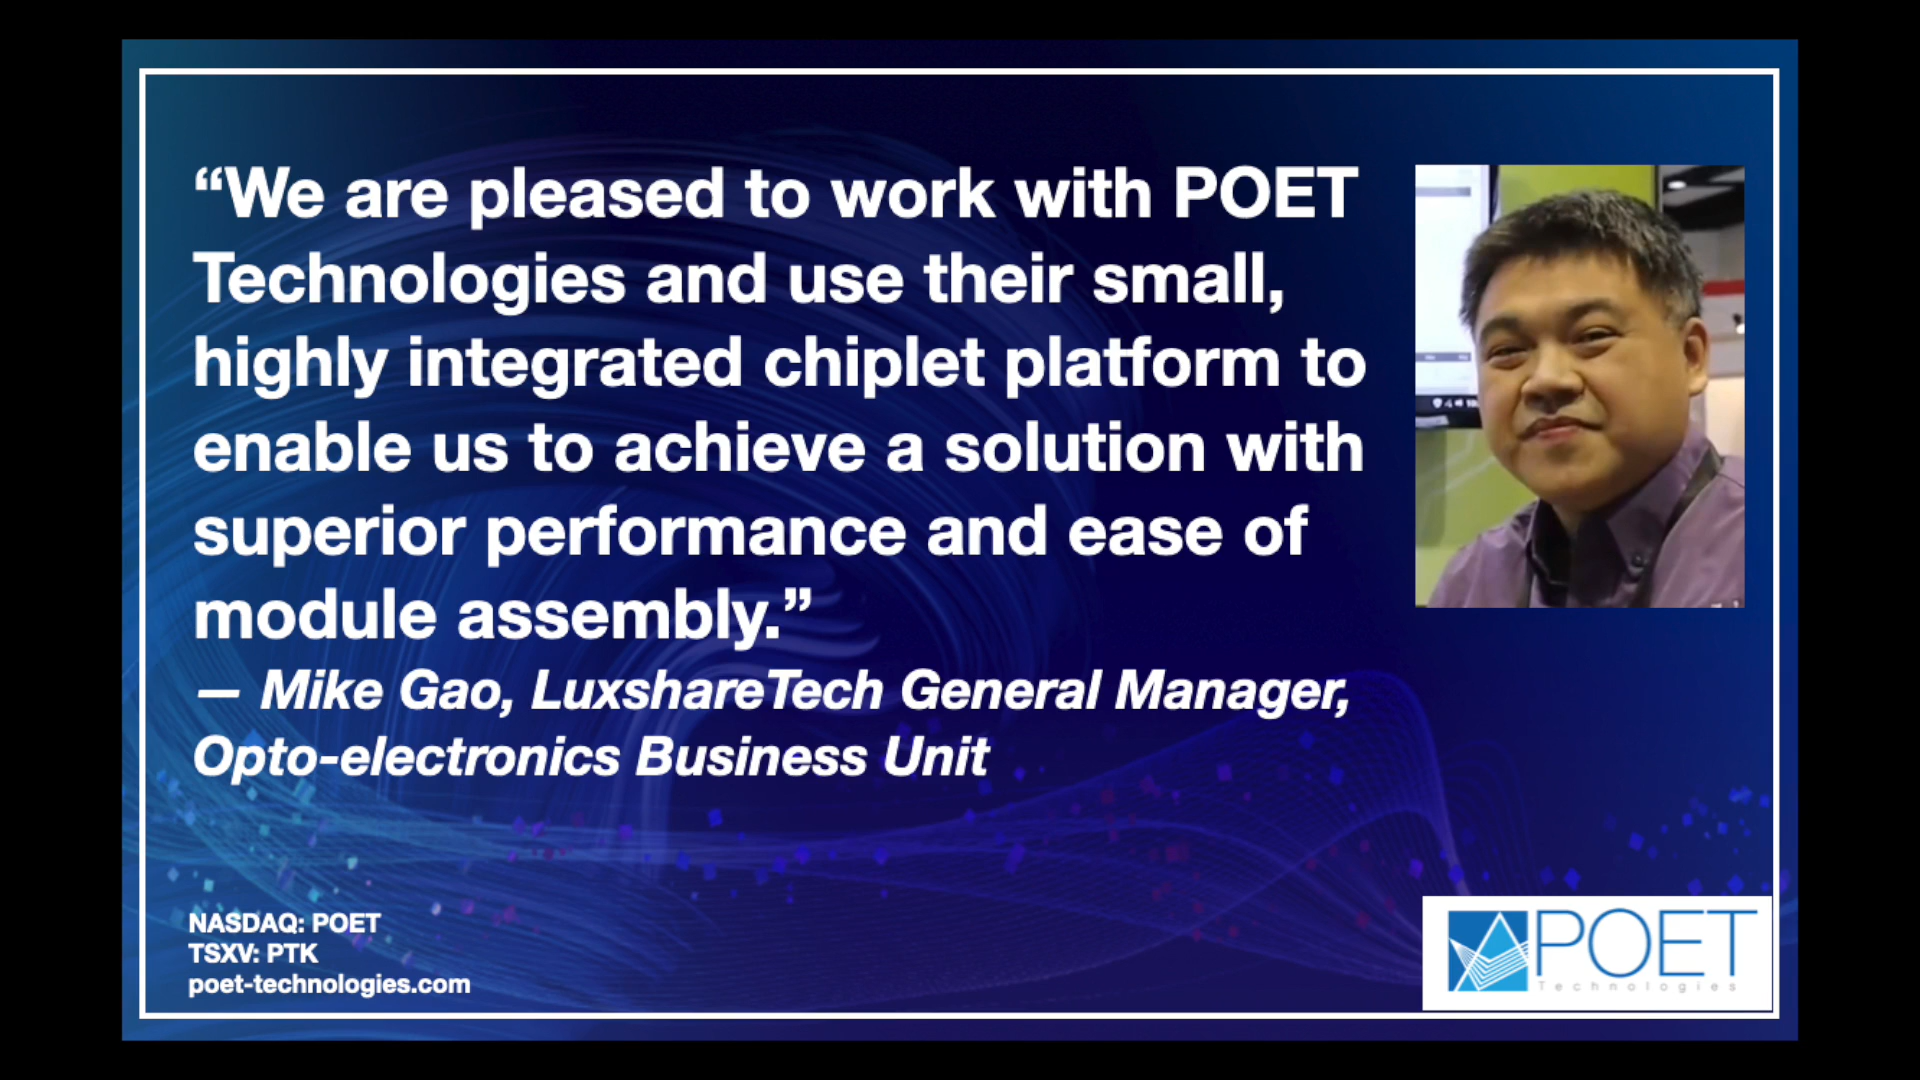 “We are pleased to work with POET
Technologies and use their small,
highly integrated chiplet platform to
enable us to achieve a solution with
superior performance and ease of
module assembly.”
— Mike Gao, LuxshareTech General Manager,
Opto-electronics Business Unit
NASDAQ: POET
TSXV: PTK
poet-technologies.com
POET
Technologies